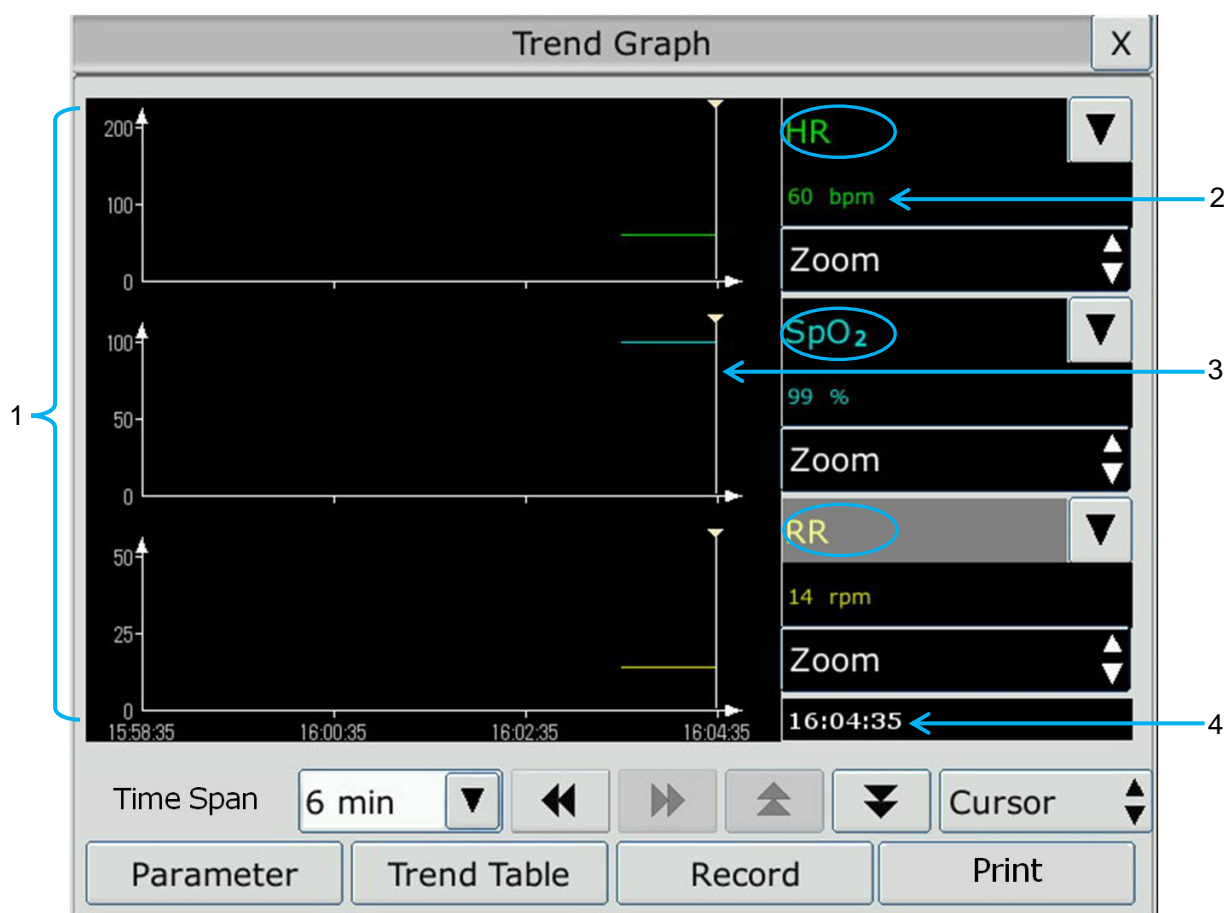 Trend Graph X
200
100
0
HR
60 bpm
Zoom
2
100
50
0
SpO₂
99 %
Zoom
3
1
50
25
0
RR
14 rpm
Zoom
15:58:35 16:00:35 16:02:35 16:04:35
16:04:35
4
Time Span 6 min Cursor
Parameter Trend Table Record Print